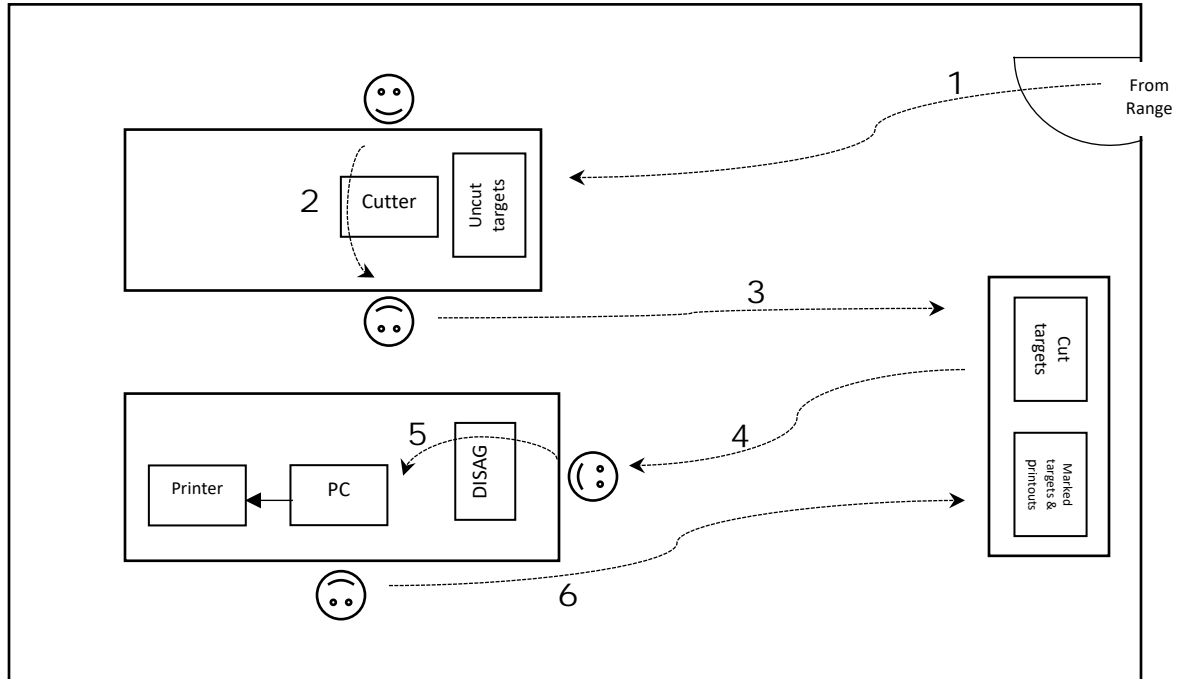 1
From
Range
2
Cutter
Uncut
targets
3
Cut
targets
4
5
DISAG
Printer
PC
Marked
targets &
printouts
6